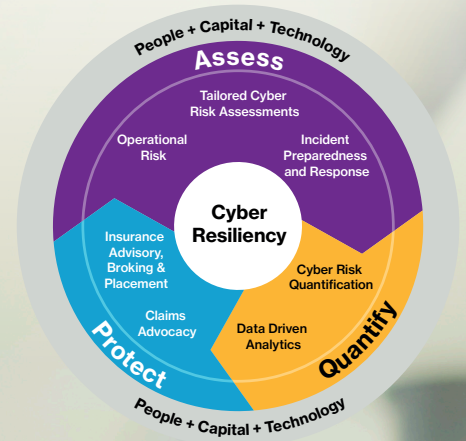 People + Capital + Technology
Assess
Tailored Cyber
Risk Assessments
Operational
Risk
Incident
Preparedness
and Response
Cyber
Resiliency
Insurance
Advisory,
Broking &
Placement
Cyber Risk
Quantification
Claims
Advocacy
Data Driven
Analytics
Protect
Quantify
People + Capital + Technology